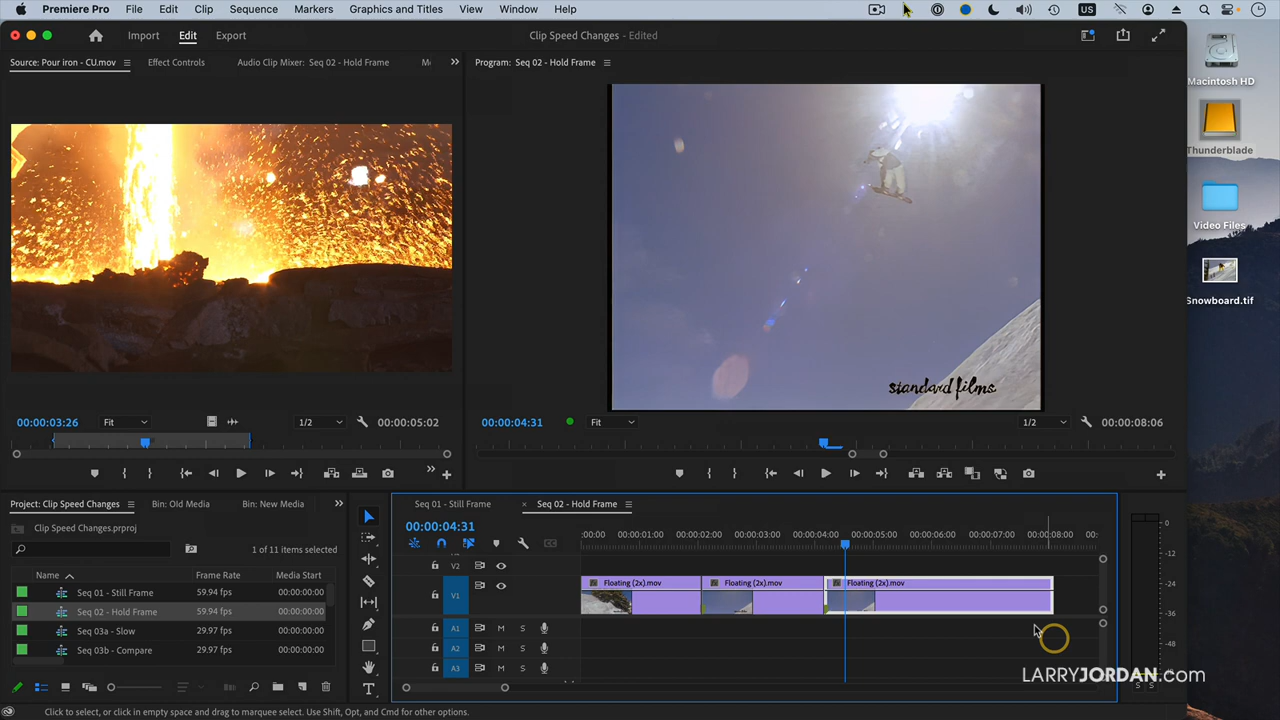 Premiere Pro File Edit Clip Sequence Markers Graphics and Titles View Window Help US
Import Edit Export Clip Speed Changes - Edited
Source: Pour iron - CU.mov Effect Controls Audio Clip Mixer: Seq 02 - Hold Frame
Program: Seq 02 - Hold Frame
standard films
Macintosh HD
Thunderblade
Video Files
Snowboard.tif
00:00:03:26 Fit 1/2 00:00:05:02
00:00:04:31 Fit 1/2 00:00:08:06
Project: Clip Speed Changes Bin: Old Media Bin: New Media
Clip Speed Changes.prproj
1 of 11 items selected
Name Frame Rate Media Start
Seq 01 - Still Frame 59.94 fps 00:00:00:00
Seq 02 - Hold Frame 59.94 fps 00:00:00:00
Seq 03a - Slow 29.97 fps 00:00:00:00
Seq 03b - Compare 29.97 fps 00:00:00:00
Seq 01 - Still Frame × Seq 02 - Hold Frame
00:00:04:31
:00:00 00:00:01:00 00:00:02:00 00:00:03:00 00:00:04:00 00:00:05:00 00:00:06:00 00:00:07:00 00:00:08:00 00:
V2
V1 Floating (2x).mov Floating (2x).mov Floating (2x).mov
A1 M S
A2 M S
A3 M S
0
-12
-24
-36
-48
S S
LARRYJORDAN.com
Click to select, or click in empty space and drag to marquee select. Use Shift, Opt, and Cmd for other options.